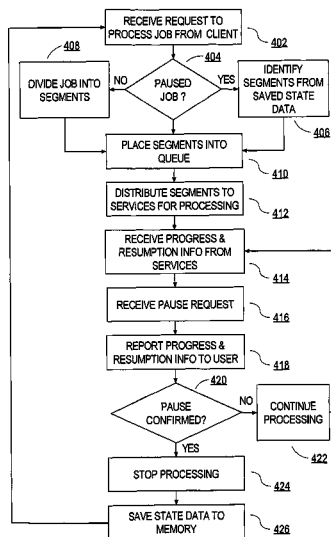 RECEIVE REQUEST TO
PROCESS JOB FROM CLIENT
402
404
408
PAUSED
JOB ?
NO
YES
DIVIDE JOB INTO
SEGMENTS
IDENTIFY
SEGMENTS FROM
SAVED STATE
DATA
406
PLACE SEGMENTS INTO
QUEUE
410
DISTRIBUTE SEGMENTS TO
SERVICES FOR PROCESSING
412
RECEIVE PROGRESS &
RESUMPTION INFO FROM
SERVICES
414
RECEIVE PAUSE REQUEST
416
REPORT PROGRESS &
RESUMPTION INFO TO USER
418
420
PAUSE
CONFIRMED?
NO
YES
CONTINUE
PROCESSING
422
STOP PROCESSING
424
SAVE STATE DATA TO
MEMORY
426